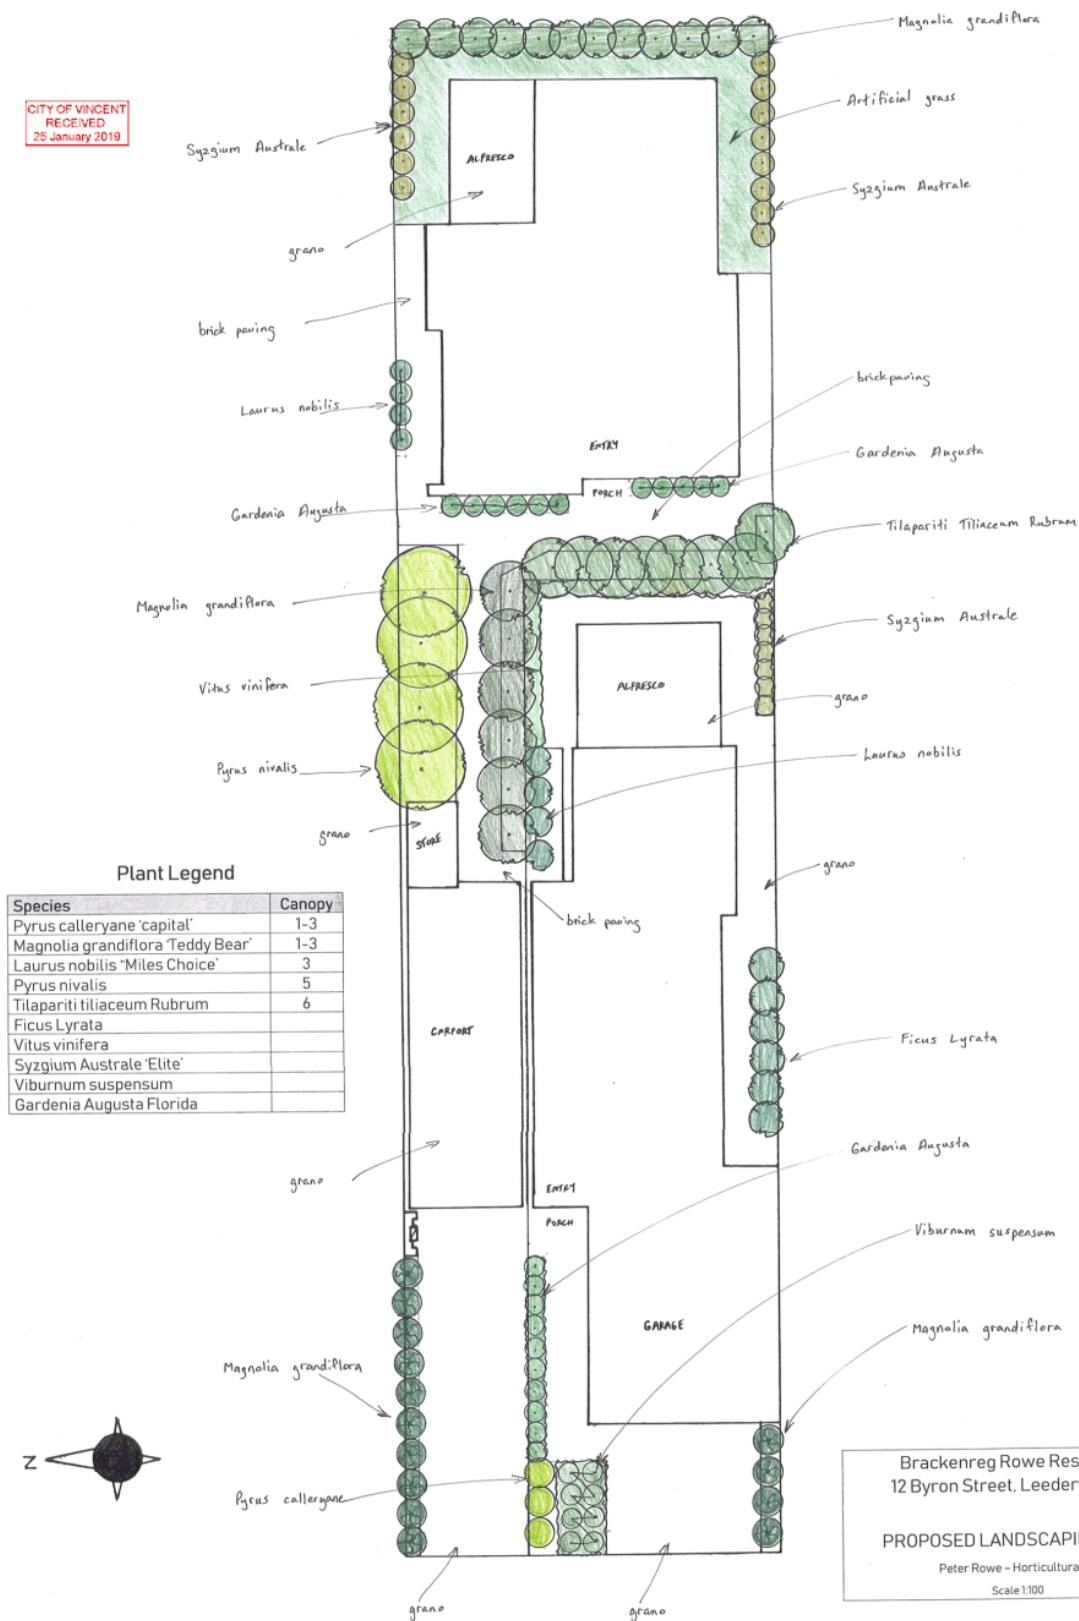 Magnolia grandiflora
CITY OF VINCENT
RECEIVED
25 January 2019
Artificial grass
Syzgium Australe
ALFRESCO
Syzgium Australe
grano
brick paving
brickpaving
Laurus nobilis
ENTRY
Gardenia Augusta
PORCH
Gardenia Augusta
Tilapariti Tiliaceum Rubrum
Magnolia grandiflora
Syzgium Australe
Vitus vinifera
ALFRESCO
grano
Laurus nobilis
Pyrus nivalis
grano
STORE
grano
Plant Legend
Species Canopy
Pyrus calleryane 'capital' 1-3
Magnolia grandiflora 'Teddy Bear' 1-3
Laurus nobilis "Miles Choice' 3
Pyrus nivalis 5
Tilapariti tiliaceum Rubrum 6
Ficus Lyrata
Vitus vinifera
Syzgium Australe 'Elite'
Viburnum suspensum
Gardenia Augusta Florida
brick paving
CARPORT
Ficus Lyrata
Gardenia Augusta
grano
ENTRY
PORCH
Viburnum suspensum
GARAGE
Magnolia grandiflora
Magnolia grandiflora
N
Pyrus calleryane
Brackenreg Rowe Res
12 Byron Street. Leeder
PROPOSED LANDSCAPI
Peter Rowe – Horticultura
Scale 1:100
grano
grano